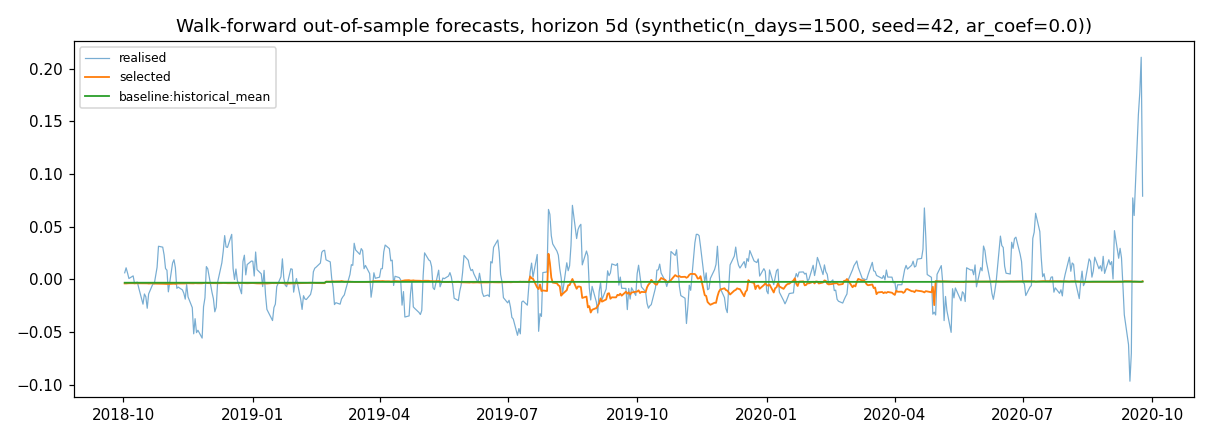 Walk-forward out-of-sample forecasts, horizon 5d (synthetic(n_days=1500, seed=42, ar_coef=0.0))
realised
selected
baseline:historical_mean
0.20
0.15
0.10
0.05
0.00
−0.05
−0.10
2018-10 2019-01 2019-04 2019-07 2019-10 2020-01 2020-04 2020-07 2020-10